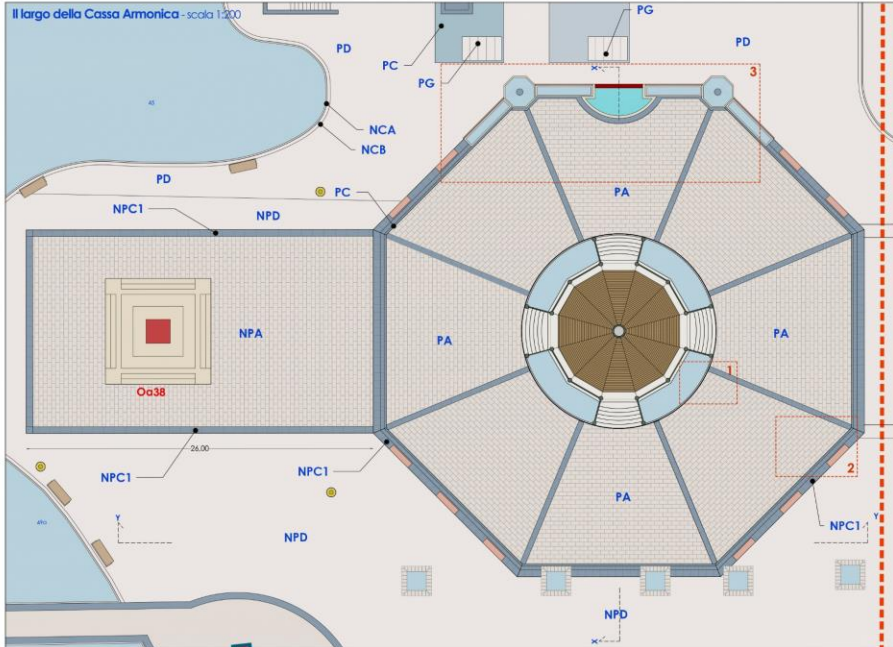 Il largo della Cassa Armonica - scala 1:200
PG
PD
PD
PC
PG
X
3
45
NCA
NCB
PD
PC
PA
NPC1
NPD
NPA
PA
PA
Oa38
1
26,00
NPC1
NPC1
2
PA
NPC1
Y
Y
NPD
NPD
X